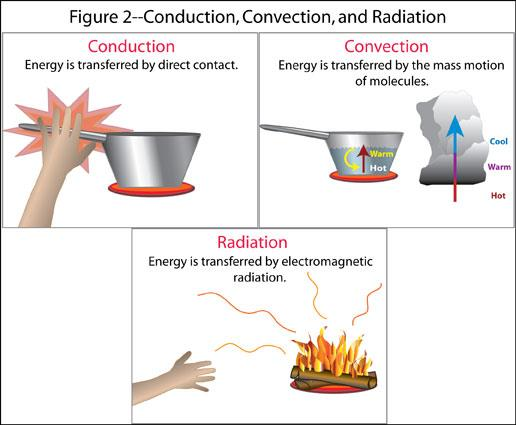 Figure 2--Conduction, Convection, and Radiation
Conduction
Energy is transferred by direct contact.
Convection
Energy is transferred by the mass motion
of molecules.
Warm
Hot
Cool
Warm
Hot
Radiation
Energy is transferred by electromagnetic
radiation.